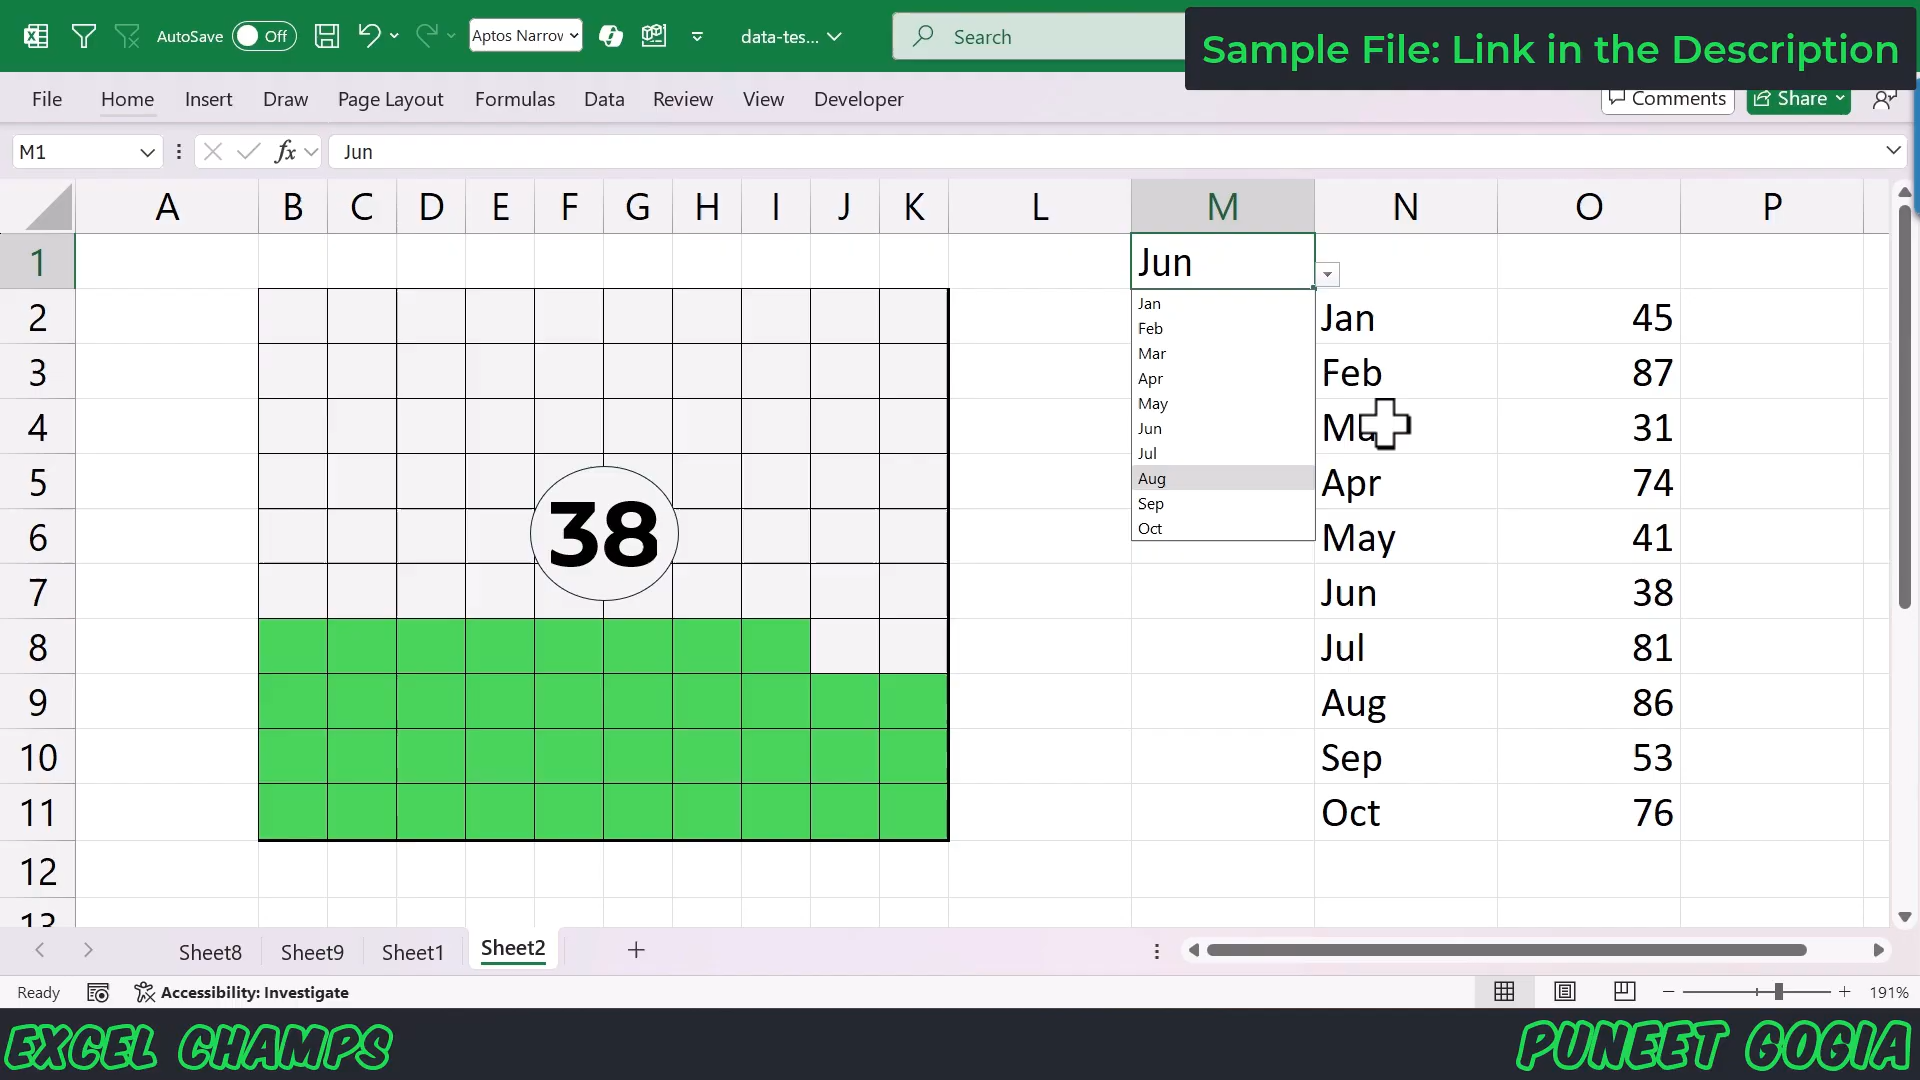 AutoSave Off Aptos Narrow data-tes... Search
Sample File: Link in the Description
File Home Insert Draw Page Layout Formulas Data Review View Developer Comments Share
M1 fx Jun
A B C D E F G H I J K L M N O P
1 Jun
Jan
Feb
Mar
Apr
May
Jun
Jul
Aug
Sep
Oct
2 Jan 45
3 Feb 87
4 31
5 Apr 74
6 May 41
38
7 Jun 38
8 Jul 81
9 Aug 86
10 Sep 53
11 Oct 76
12
13
Sheet8 Sheet9 Sheet1 Sheet2
Ready Accessibility: Investigate 191%
EXCEL CHAMPS PUNEET GOGIA